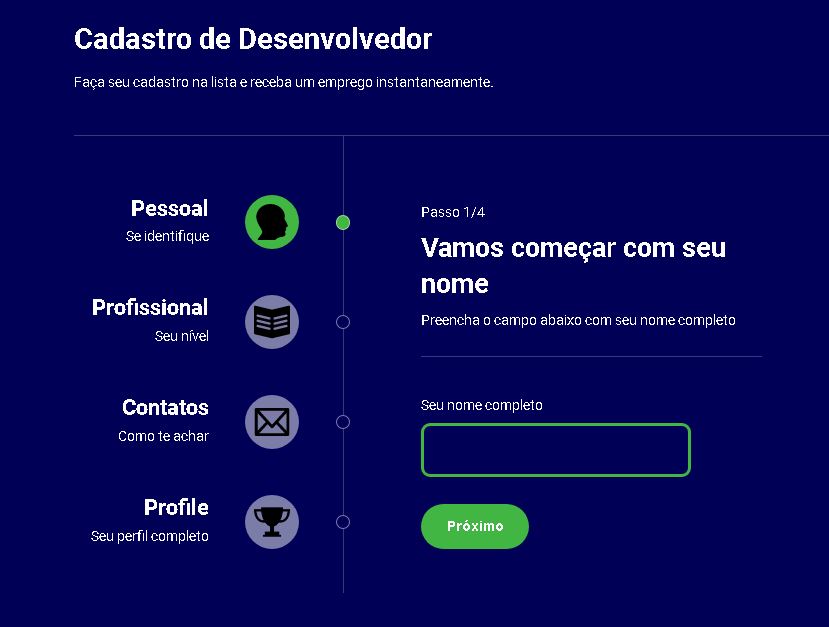 Cadastro de Desenvolvedor
Faça seu cadastro na lista e receba um emprego instantaneamente.
Pessoal
Se identifique
Profissional
Seu nível
Contatos
Como te achar
Profile
Seu perfil completo
Passo 1/4
Vamos começar com seu
nome
Preencha o campo abaixo com seu nome completo
Seu nome completo
Próximo